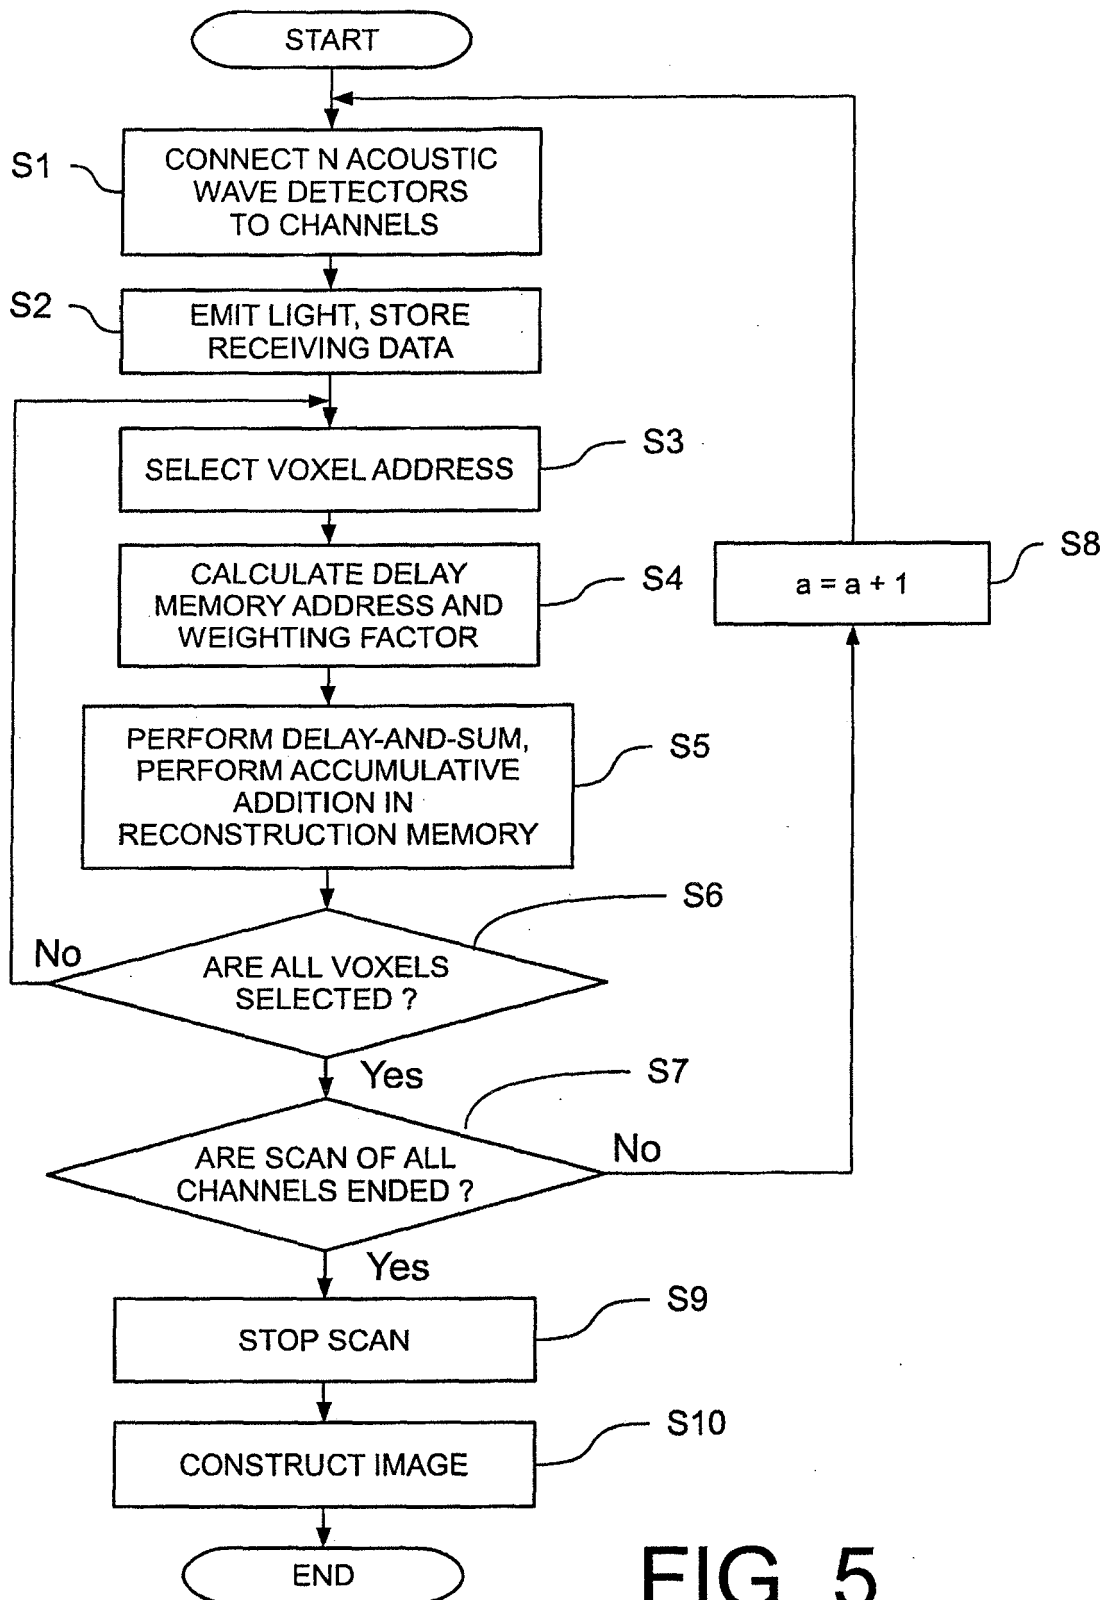 START
S1
CONNECT N ACOUSTIC
WAVE DETECTORS
TO CHANNELS
S2
EMIT LIGHT, STORE
RECEIVING DATA
S3
SELECT VOXEL ADDRESS
S4
CALCULATE DELAY
MEMORY ADDRESS AND
WEIGHTING FACTOR
S8
a = a + 1
S5
PERFORM DELAY-AND-SUM,
PERFORM ACCUMULATIVE
ADDITION IN
RECONSTRUCTION MEMORY
S6
No
ARE ALL VOXELS
SELECTED ?
Yes
S7
ARE SCAN OF ALL
CHANNELS ENDED ?
No
Yes
S9
STOP SCAN
S10
CONSTRUCT IMAGE
END
FIG. 5